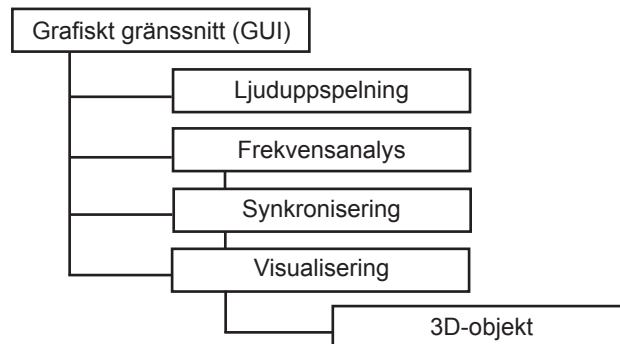 Grafiskt gränssnitt (GUI)
Ljuduppspelning
Frekvensanalys
Synkronisering
Visualisering
3D-objekt